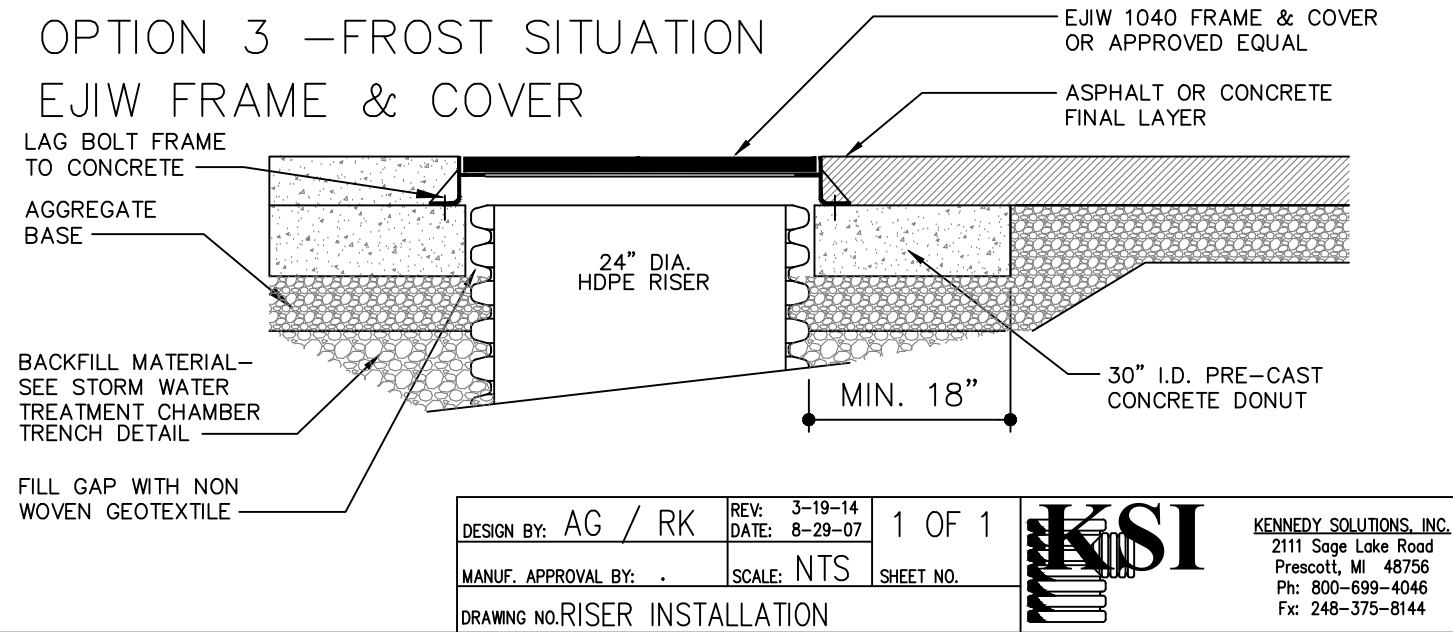 OPTION 3 –FROST SITUATION
EJIW FRAME & COVER
EJIW 1040 FRAME & COVER
OR APPROVED EQUAL
ASPHALT OR CONCRETE
FINAL LAYER
LAG BOLT FRAME
TO CONCRETE
AGGREGATE
BASE
24" DIA.
HDPE RISER
BACKFILL MATERIAL–
SEE STORM WATER
TREATMENT CHAMBER
TRENCH DETAIL
MIN. 18"
30" I.D. PRE–CAST
CONCRETE DONUT
FILL GAP WITH NON
WOVEN GEOTEXTILE
DESIGN BY: AG / RK
REV: 3–19–14
DATE: 8–29–07
1 OF 1
MANUF. APPROVAL BY: .
SCALE: NTS
SHEET NO.
DRAWING NO. RISER INSTALLATION
KSI
KENNEDY SOLUTIONS, INC.
2111 Sage Lake Road
Prescott, MI 48756
Ph: 800–699–4046
Fx: 248–375–8144